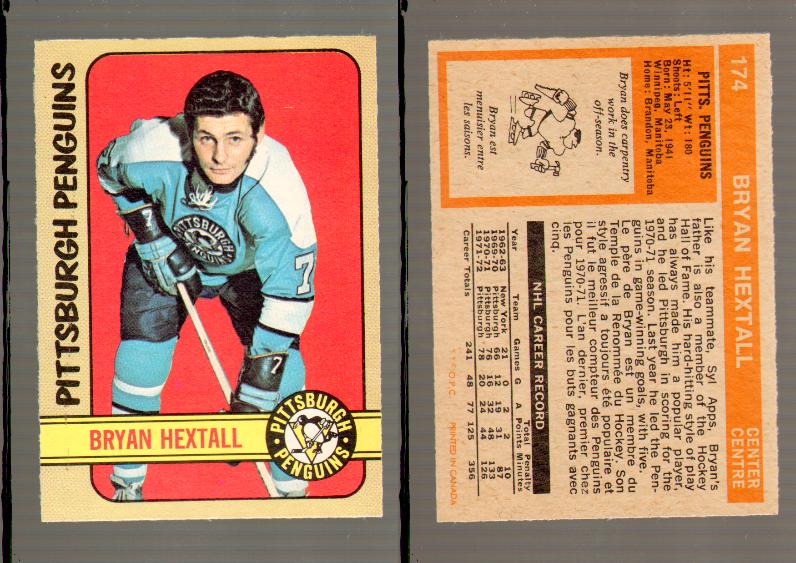 PITTSBURGH PENGUINS
7
PITTSBURGH
PENGUINS
7
7
BRYAN HEXTALL
PITTSBURGH
PENGUINS
174 BRYAN HEXTALL CENTER
CENTRE
PITTS. PENGUINS
Ht: 5'11" Wt: 180
Shoots: Left
Born: May 23, 1941
Winnipeg, Manitoba
Home: Brandon, Manitoba
Bryan does carpentry
work in the
off-season.
Bryan est
menuisier entre
les saisons.
Like his teammate, Syl Apps, Bryan's
father is also a member of the Hockey
Hall of Fame. His hard-hitting style of play
has always made him a popular player,
and he led Pittsburgh in scoring for the
1970-71 season. Last year he led the Pen-
guins in game-winning goals, with five.
Le père de Bryan est un membre du
Temple de la Renommée du Hockey. Son
style agressif a toujours été populaire et
il fut le meilleur compteur des Penguins
pour 1970-71. L'an dernier, premier chez
les Penguins pour les buts gagnants avec
cinq.
NHL CAREER RECORD
Total Penalty
Year Team Games G A Points Minutes
1962-63 New York 21 0 2 2 10
1969-70 Pittsburgh 66 12 19 31 87
1970-71 Pittsburgh 76 16 32 48 133
1971-72 Pittsburgh 78 20 24 44 126
Career Totals 241 48 77 125 356
O.P.C. PRINTED IN CANADA